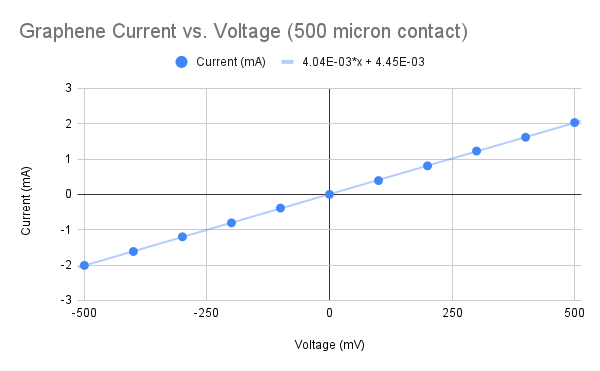 Graphene Current vs. Voltage (500 micron contact)
Current (mA) 4.04E-03*x + 4.45E-03
3
2
1
0
-1
-2
-3
Current (mA)
-500 -250 0 250 500
Voltage (mV)